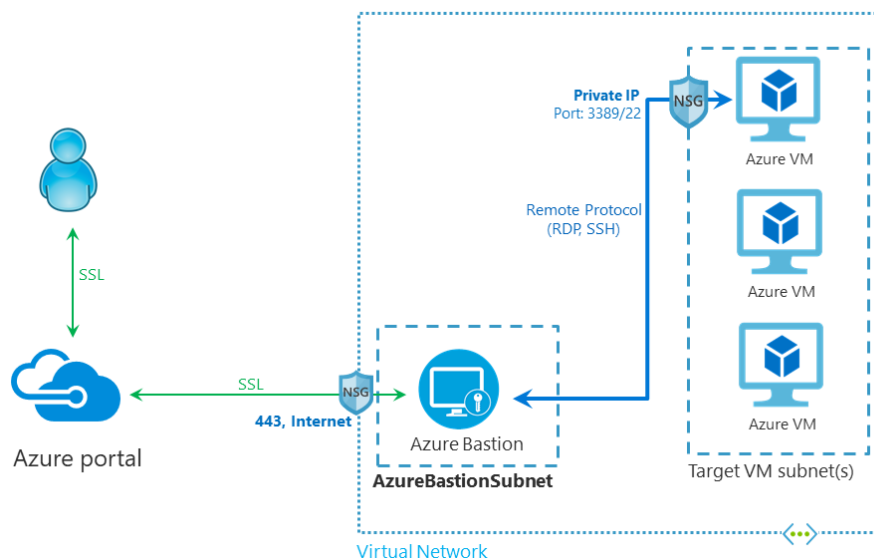 Private IP
Port: 3389/22
NSG
Azure VM
Remote Protocol
(RDP, SSH)
SSL
Azure VM
SSL
NSG
443, Internet
Azure Bastion
Azure VM
Azure portal
AzureBastionSubnet
Target VM subnet(s)
Virtual Network